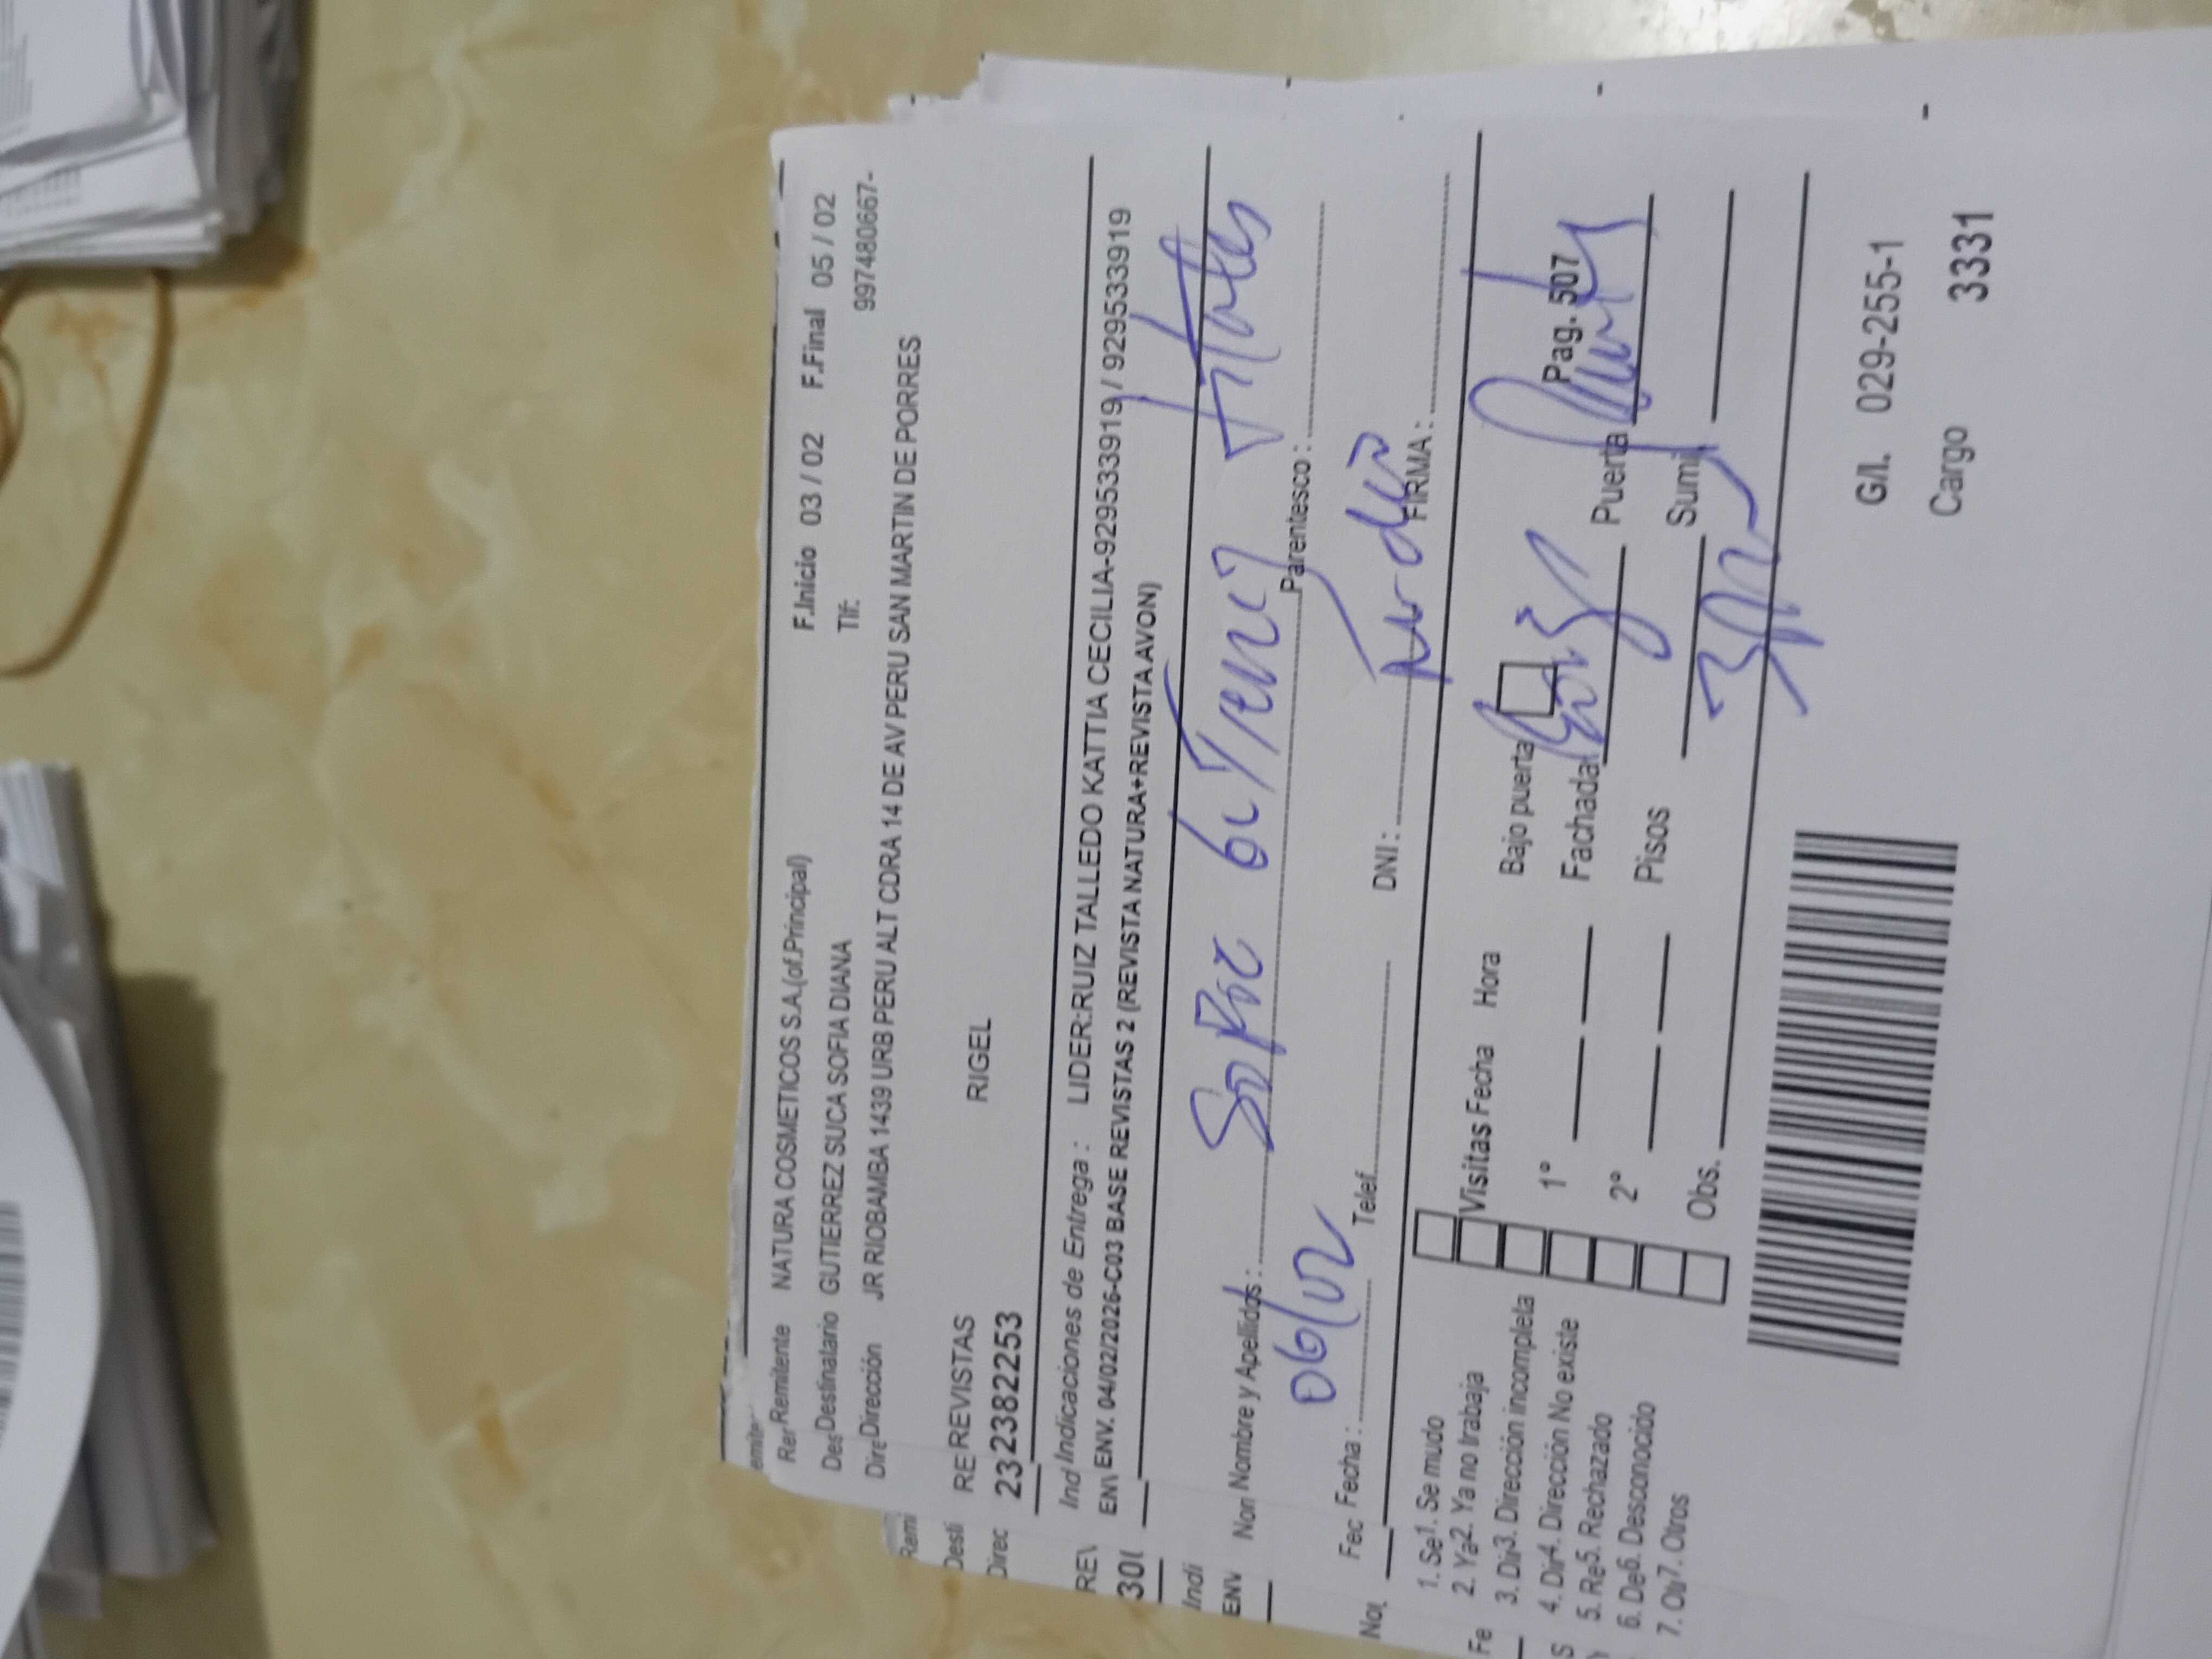 Remitente NATURA COSMETICOS S.A.(of.Principal) F.Inicio 03 / 02 F.Final 05 / 02
Destinatario GUTIERREZ SUCA SOFIA DIANA Tlf: 997480667-
Dirección JR RIOBAMBA 1439 URB PERU ALT CDRA 14 DE AV PERU SAN MARTIN DE PORRES
REVISTAS RIGEL
2382253
Indicaciones de Entrega : LIDER:RUIZ TALLEDO KATTIA CECILIA-929533919/ 929533919
ENV. 04/02/2026-C03 BASE REVISTAS 2 (REVISTA NATURA+REVISTA AVON)
Nombre y Apellidos :
Parentesco :
Fecha : 06/02 Telef. DNI : FIRMA :
1. Se mudo
2. Ya no trabaja Visitas Fecha Hora Bajo puerta Pag. 507
3. Dirección incompleta
4. Dirección No existe 1° Fachada Puerta
5. Rechazado
6. Desconocido 2° Pisos Sumi
7. Otros
Obs.
G/I. 029-255-1
Cargo 3331